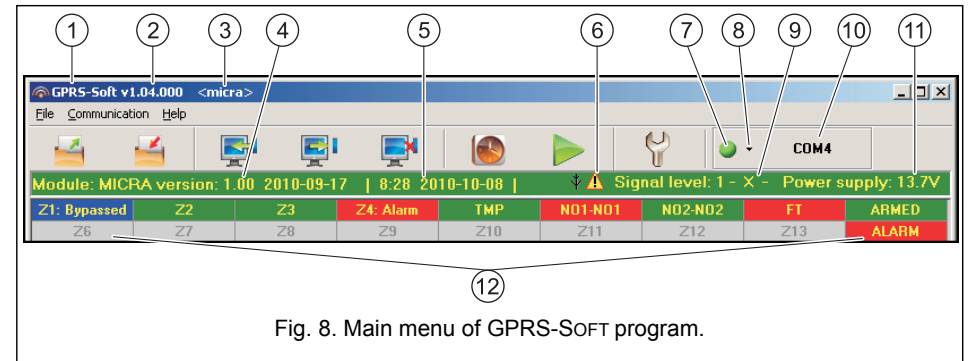 1 2 3 4 5 6 7 8 9 10 11
GPRS-Soft v1.04.000 <micra>
File Communication Help
COM4
Module: MICRA version: 1.00 2010-09-17 | 8:28 2010-10-08 | Signal level: 1 - X - Power supply: 13.7V
Z1: Bypassed Z2 Z3 Z4: Alarm TMP NO1-NO1 NO2-NO2 FT ARMED
Z6 Z7 Z8 Z9 Z10 Z11 Z12 Z13 ALARM
12
Fig. 8. Main menu of GPRS-SOFT program.